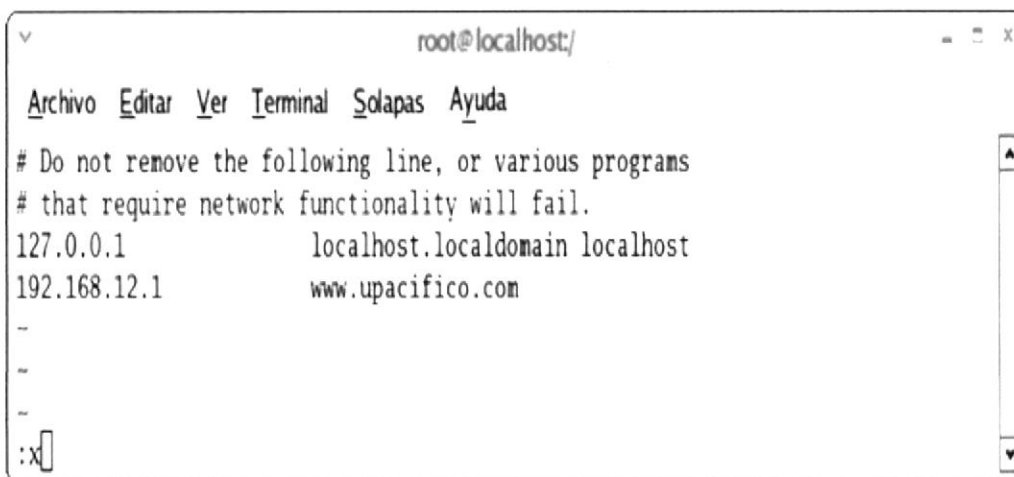 root@localhost:/
Archivo Editar Ver Terminal Solapas Ayuda
# Do not remove the following line, or various programs
# that require network functionality will fail.
127.0.0.1 localhost.localdomain localhost
192.168.12.1 www.upacifico.com
~
~
~
:x